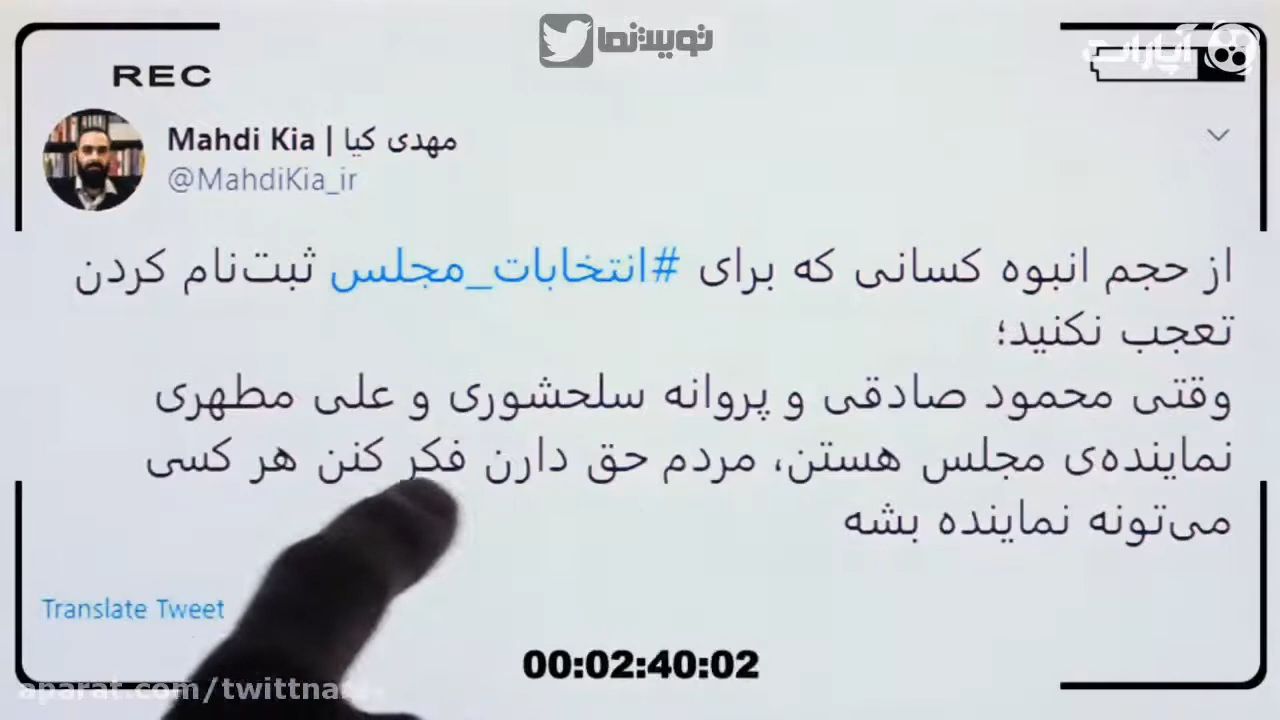 توییتنما
آپارات
REC
Mahdi Kia | مهدی کیا
@MahdiKia_ir
از حجم انبوه کسانی که برای #انتخابات_مجلس ثبت‌نام کردن
تعجب نکنید؛
وقتی محمود صادقی و پروانه سلحشوری و علی مطهری
نماینده‌ی مجلس هستن، مردم حق دارن فکر کنن هر کسی
می‌تونه نماینده بشه
Translate Tweet
00:02:40:02
aparat.com/twittnama